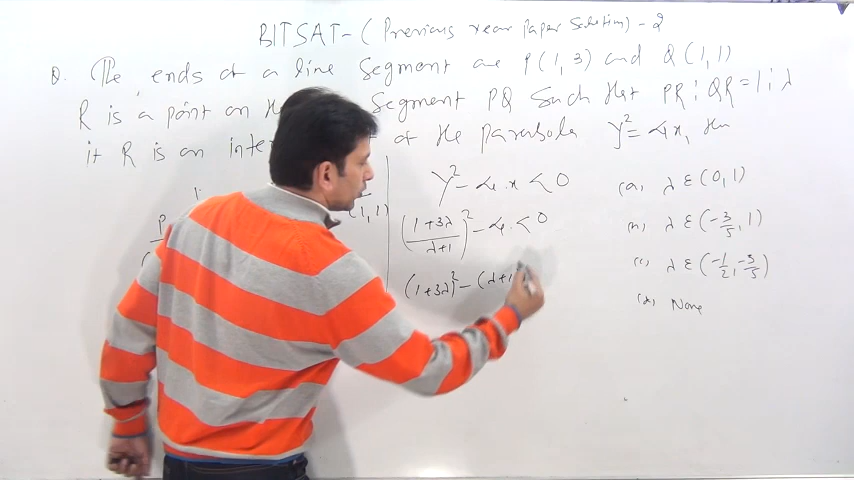 BITSAT- (Previous year Paper Solution) - 2
Q. The ends of a line segment are P(1, 3) and Q(1, 1)
R is a point on the segment PQ such that PR : QR = 1 : λ
if R is an inter of the parabola y² = 4x, then
y² - 4.x < 0
(a) λ ε (0, 1)
(1, 1)
((1+3λ)/(λ+1))² - 4. < 0
(b) λ ε (-3/5, 1)
(1+3λ)² - (λ+1
(c) λ ε (-1/2, -3/5)
(d) None